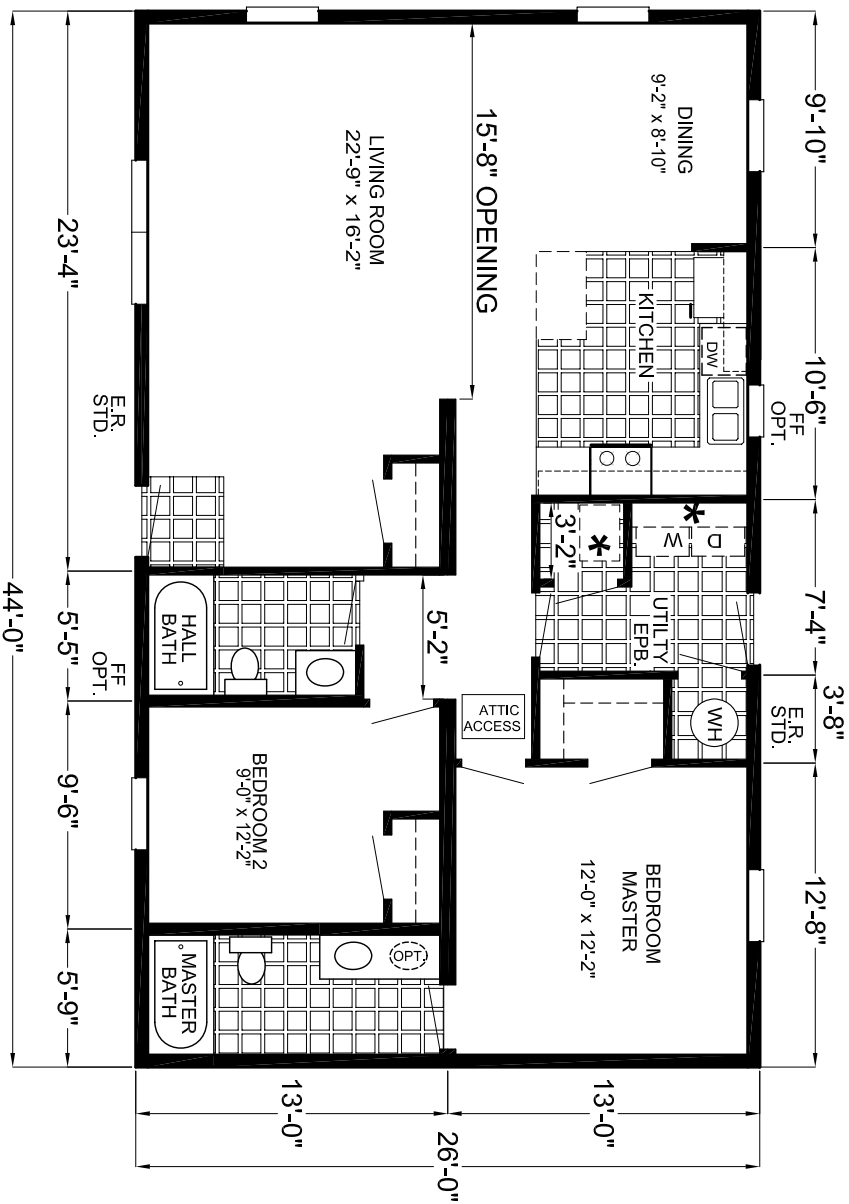 9'-10"
10'-6"
7'-4"
3'-8"
12'-8"
FF
OPT.
E.R.
STD.
DINING
9'-2" x 8'-10"
KITCHEN
DW
*
D
W
*
3'-2"
UTILTY
EPB.
WH
BEDROOM
MASTER
12'-0" x 12'-2"
15'-8" OPENING
ATTIC
ACCESS
5'-2"
LIVING ROOM
22'-9" x 16'-2"
HALL
BATH
BEDROOM 2
9'-0" x 12'-2"
OPT.
MASTER
BATH
E.R.
STD.
FF
OPT.
23'-4"
5'-5"
9'-6"
5'-9"
44'-0"
13'-0"
13'-0"
26'-0"